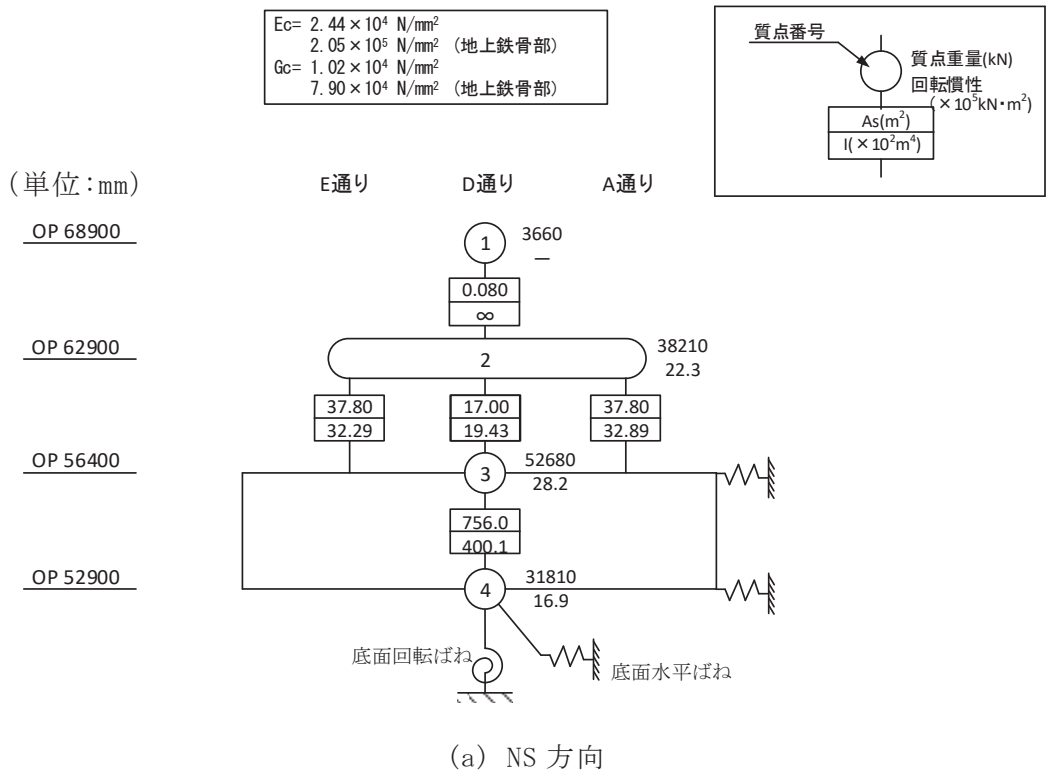 Ec= 2.44×10⁴ N/mm²
2.05×10⁵ N/mm² (地上鉄骨部)
Gc= 1.02×10⁴ N/mm²
7.90×10⁴ N/mm² (地上鉄骨部)
質点番号
質点重量(kN)
回転慣性
(×10⁵kN・m²)
As(m²)
I(×10²m⁴)
(単位:mm)
E通り D通り A通り
OP 68900
1
3660
—
0.080
∞
OP 62900
2
38210
22.3
37.80 17.00 37.80
32.29 19.43 32.89
OP 56400
3
52680
28.2
756.0
400.1
OP 52900
4
31810
16.9
底面回転ばね
底面水平ばね
(a) NS 方向